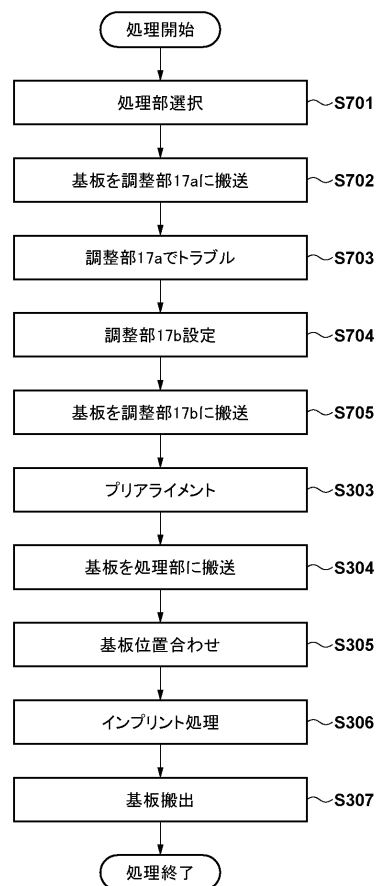 処理開始
処理部選択 S701
基板を調整部17aに搬送 S702
調整部17aでトラブル S703
調整部17b設定 S704
基板を調整部17bに搬送 S705
プリアライメント S303
基板を処理部に搬送 S304
基板位置合わせ S305
インプリント処理 S306
基板搬出 S307
処理終了